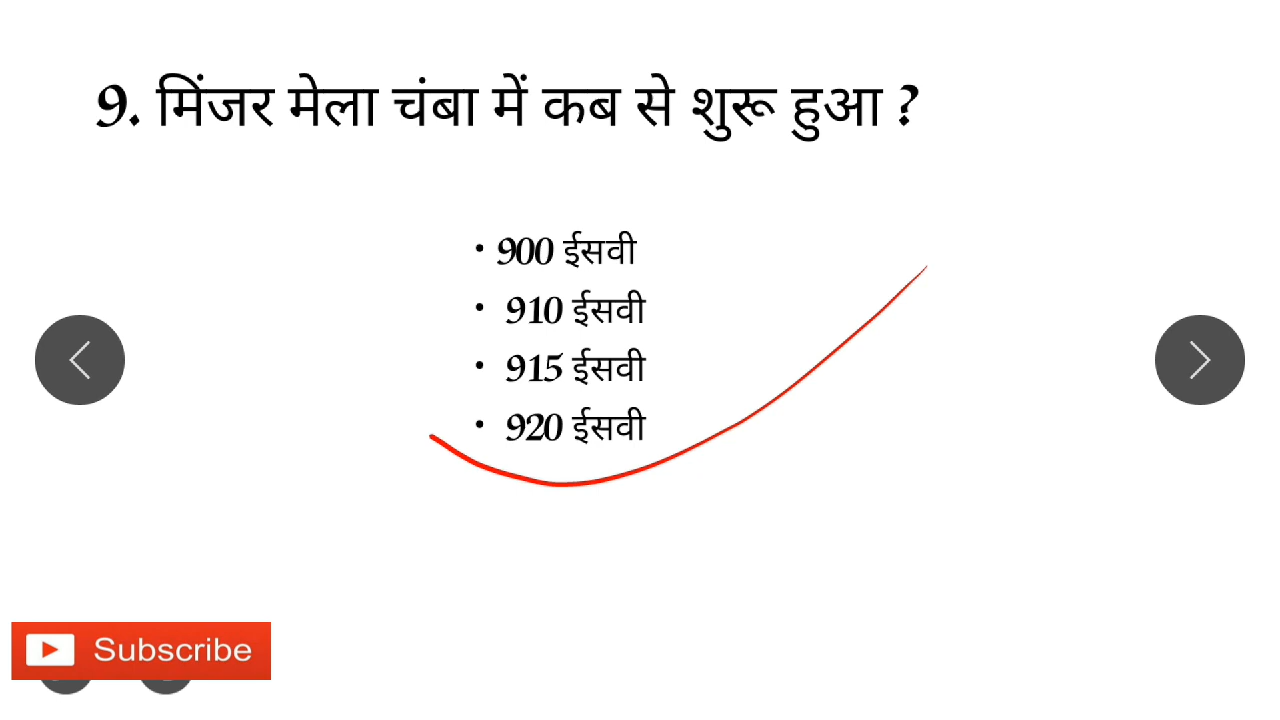 9. मिंजर मेला चंबा में कब से शुरू हुआ ?
• 900 ईसवी
• 910 ईसवी
• 915 ईसवी
• 920 ईसवी
Subscribe